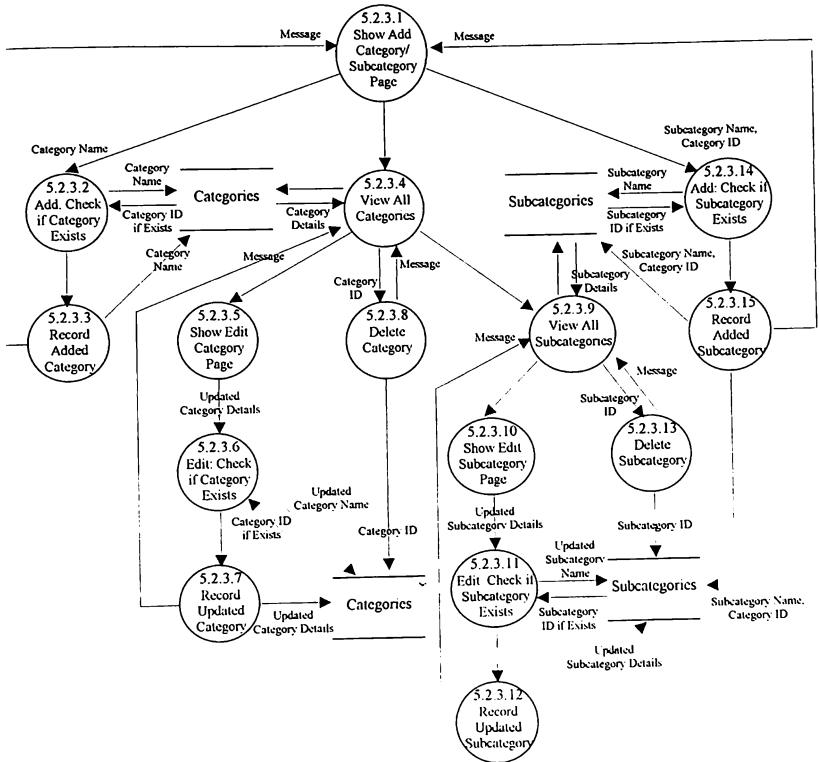 5.2.3.1
Show Add
Category/
Subcategory
Page
Message
Message
Category Name
Subcategory Name,
Category ID
5.2.3.2
Add. Check
if Category
Exists
Category
Name
Category ID
if Exists
Categories
Category
Details
5.2.3.4
View All
Categories
Subcategories
Subcategory
Name
Subcategory
ID if Exists
5.2.3.14
Add: Check if
Subcategory
Exists
Category
Name
Message
Category
ID
Message
Subcategory
Details
Subcategory Name,
Category ID
5.2.3.3
Record
Added
Category
5.2.3.5
Show Edit
Category
Page
5.2.3.8
Delete
Category
Message
5.2.3.9
View All
Subcategories
5.2.3.15
Record
Added
Subcategory
Updated
Category Details
Subcategory
ID
Message
5.2.3.6
Edit: Check
if Category
Exists
5.2.3.10
Show Edit
Subcategory
Page
5.2.3.13
Delete
Subcategory
Updated
Category Name
Category ID
if Exists
Category ID
Updated
Subcategory Details
Subcategory ID
5.2.3.7
Record
Updated
Category
Updated
Category Details
Categories
5.2.3.11
Edit Check if
Subcategory
Exists
Updated
Subcategory
Name
Subcategory
ID if Exists
Subcategories
Subcategory Name,
Category ID
Updated
Subcategory Details
5.2.3.12
Record
Updated
Subcategory